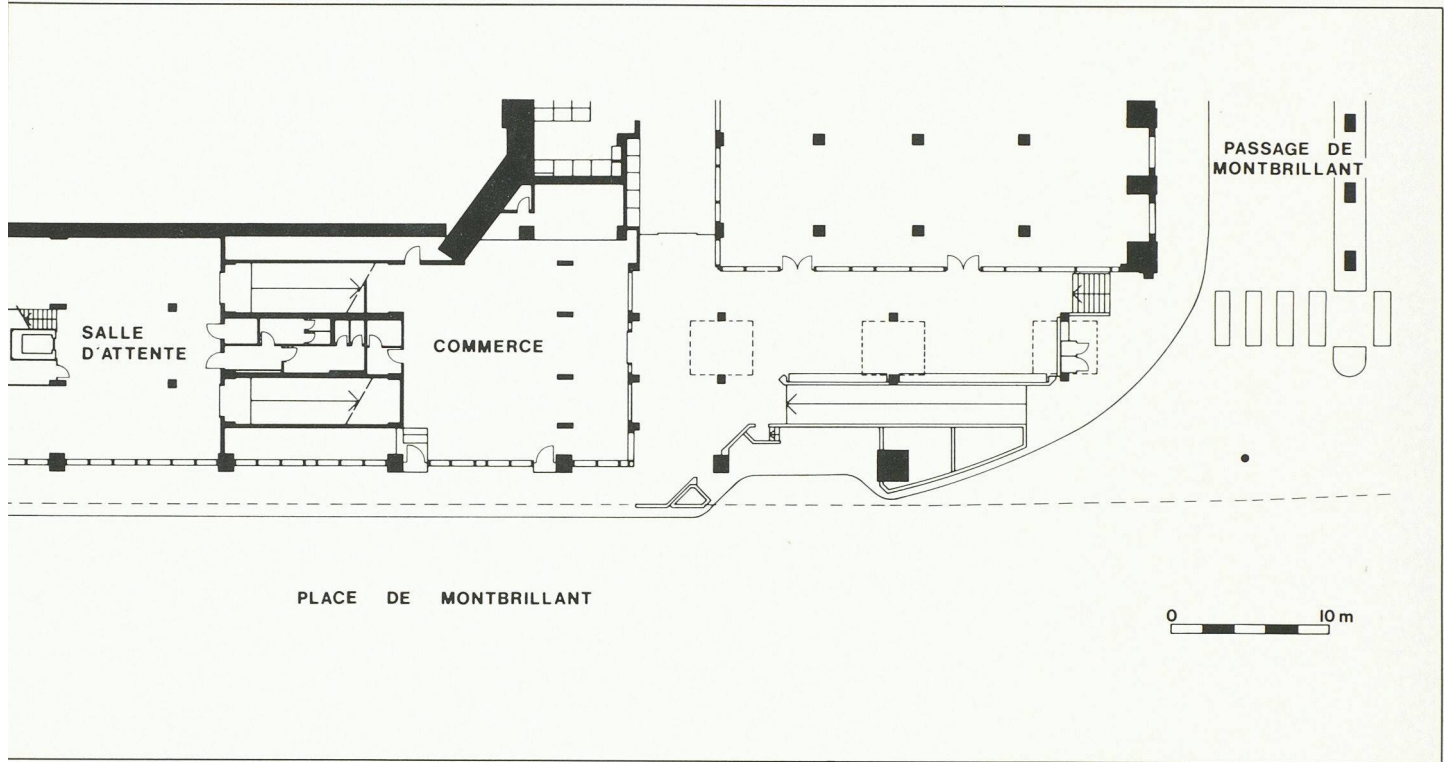 PASSAGE DE
MONTBRILLANT
SALLE
D'ATTENTE
COMMERCE
PLACE DE MONTBRILLANT
0 10 m